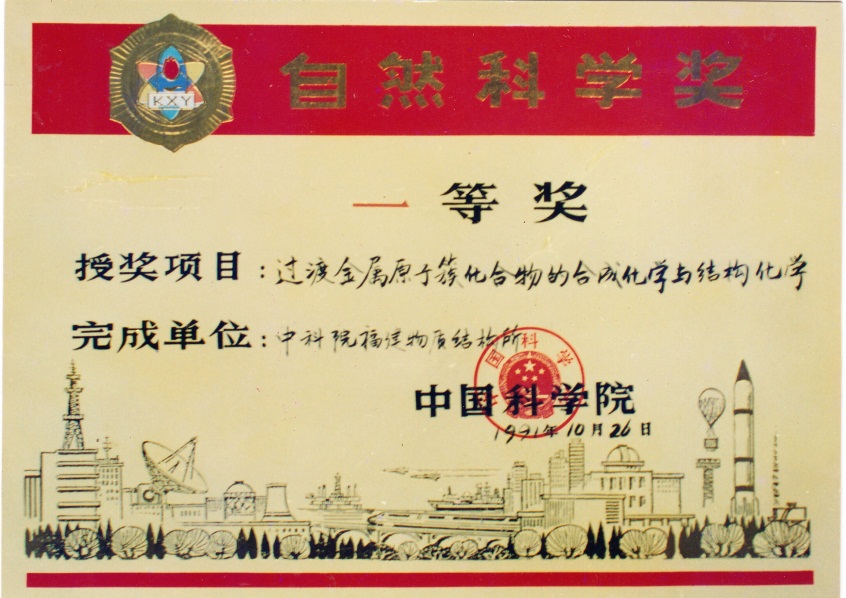 KXY
自然科学奖
一等奖
授奖项目：过渡金属原子簇化合物的合成化学与结构化学
完成单位：中科院福建物质结构所
中国科学院
1991年10月26日